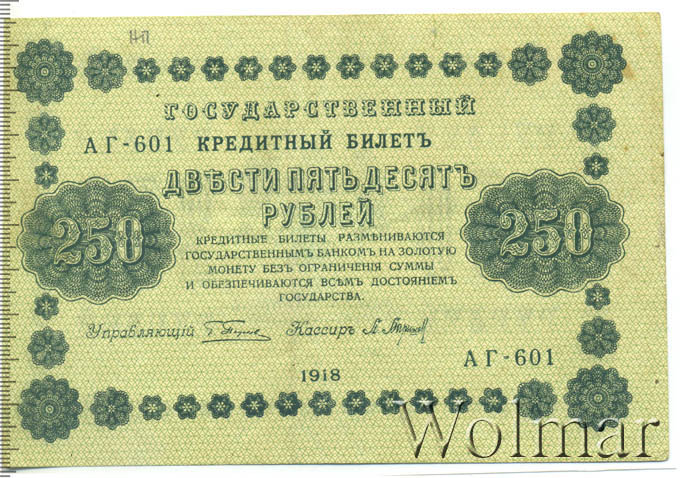 НП
ГОСУДАРСТВЕННЫЙ
АГ-601 КРЕДИТНЫЙ БИЛЕТЪ
ДВѢСТИ ПЯТЬДЕСЯТЪ
РУБЛЕЙ
250
250
КРЕДИТНЫЕ БИЛЕТЫ РАЗМѢНИВАЮТСЯ
ГОСУДАРСТВЕННЫМЪ БАНКОМЪ НА ЗОЛОТУЮ
МОНЕТУ БЕЗЪ ОГРАНИЧЕНІЯ СУММЫ
И ОБЕЗПЕЧИВАЮТСЯ ВСѢМЪ ДОСТОЯНІЕМЪ
ГОСУДАРСТВА.
Управляющій Кассиръ
АГ-601
1918
Wolmar